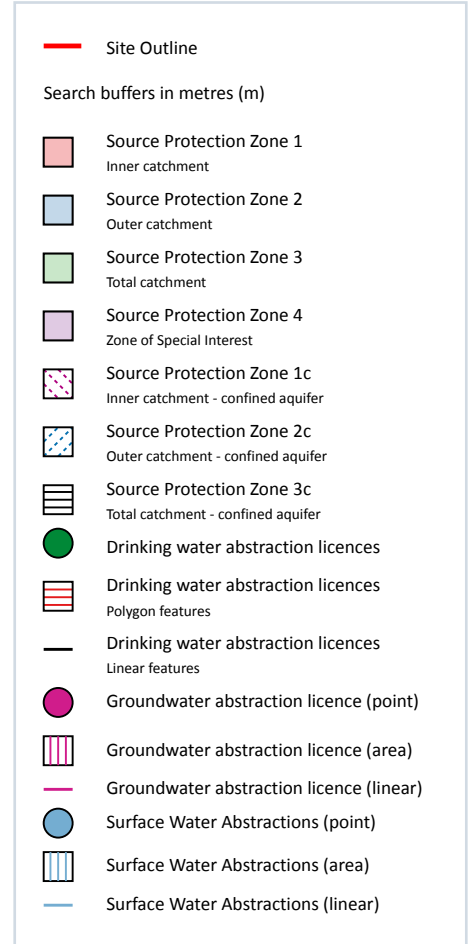 Site Outline
Search buffers in metres (m)
Source Protection Zone 1
Inner catchment
Source Protection Zone 2
Outer catchment
Source Protection Zone 3
Total catchment
Source Protection Zone 4
Zone of Special Interest
Source Protection Zone 1c
Inner catchment - confined aquifer
Source Protection Zone 2c
Outer catchment - confined aquifer
Source Protection Zone 3c
Total catchment - confined aquifer
Drinking water abstraction licences
Drinking water abstraction licences
Polygon features
Drinking water abstraction licences
Linear features
Groundwater abstraction licence (point)
Groundwater abstraction licence (area)
Groundwater abstraction licence (linear)
Surface Water Abstractions (point)
Surface Water Abstractions (area)
Surface Water Abstractions (linear)